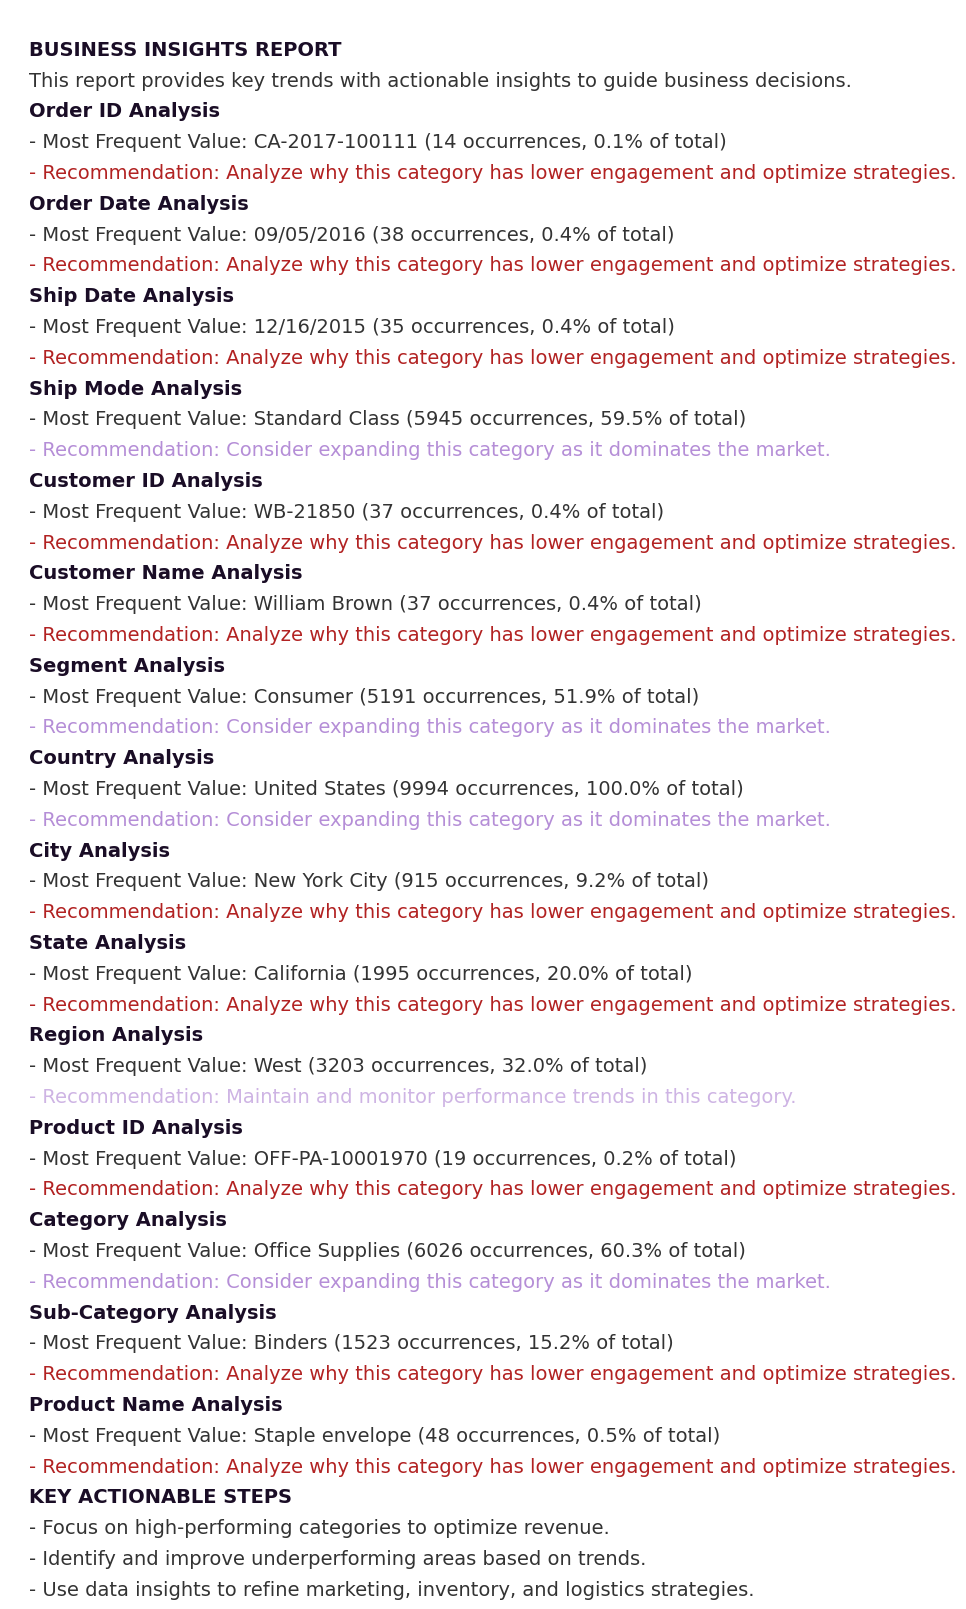 BUSINESS INSIGHTS REPORT
This report provides key trends with actionable insights to guide business decisions.
Order ID Analysis
- Most Frequent Value: CA-2017-100111 (14 occurrences, 0.1% of total)
- Recommendation: Analyze why this category has lower engagement and optimize strategies.
Order Date Analysis
- Most Frequent Value: 09/05/2016 (38 occurrences, 0.4% of total)
- Recommendation: Analyze why this category has lower engagement and optimize strategies.
Ship Date Analysis
- Most Frequent Value: 12/16/2015 (35 occurrences, 0.4% of total)
- Recommendation: Analyze why this category has lower engagement and optimize strategies.
Ship Mode Analysis
- Most Frequent Value: Standard Class (5945 occurrences, 59.5% of total)
- Recommendation: Consider expanding this category as it dominates the market.
Customer ID Analysis
- Most Frequent Value: WB-21850 (37 occurrences, 0.4% of total)
- Recommendation: Analyze why this category has lower engagement and optimize strategies.
Customer Name Analysis
- Most Frequent Value: William Brown (37 occurrences, 0.4% of total)
- Recommendation: Analyze why this category has lower engagement and optimize strategies.
Segment Analysis
- Most Frequent Value: Consumer (5191 occurrences, 51.9% of total)
- Recommendation: Consider expanding this category as it dominates the market.
Country Analysis
- Most Frequent Value: United States (9994 occurrences, 100.0% of total)
- Recommendation: Consider expanding this category as it dominates the market.
City Analysis
- Most Frequent Value: New York City (915 occurrences, 9.2% of total)
- Recommendation: Analyze why this category has lower engagement and optimize strategies.
State Analysis
- Most Frequent Value: California (1995 occurrences, 20.0% of total)
- Recommendation: Analyze why this category has lower engagement and optimize strategies.
Region Analysis
- Most Frequent Value: West (3203 occurrences, 32.0% of total)
- Recommendation: Maintain and monitor performance trends in this category.
Product ID Analysis
- Most Frequent Value: OFF-PA-10001970 (19 occurrences, 0.2% of total)
- Recommendation: Analyze why this category has lower engagement and optimize strategies.
Category Analysis
- Most Frequent Value: Office Supplies (6026 occurrences, 60.3% of total)
- Recommendation: Consider expanding this category as it dominates the market.
Sub-Category Analysis
- Most Frequent Value: Binders (1523 occurrences, 15.2% of total)
- Recommendation: Analyze why this category has lower engagement and optimize strategies.
Product Name Analysis
- Most Frequent Value: Staple envelope (48 occurrences, 0.5% of total)
- Recommendation: Analyze why this category has lower engagement and optimize strategies.
KEY ACTIONABLE STEPS
- Focus on high-performing categories to optimize revenue.
- Identify and improve underperforming areas based on trends.
- Use data insights to refine marketing, inventory, and logistics strategies.